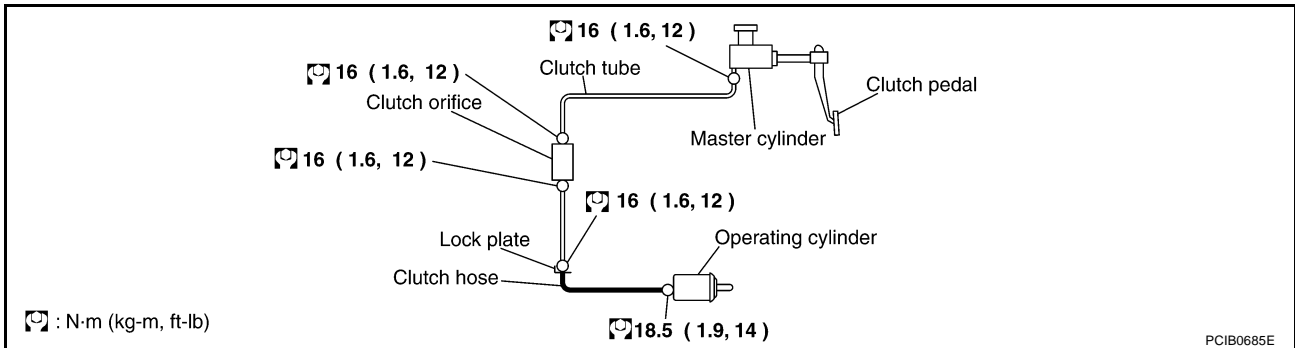 16 ( 1.6, 12 )
Clutch tube
16 ( 1.6, 12 )
Clutch orifice
Clutch pedal
Master cylinder
16 ( 1.6, 12 )
16 ( 1.6, 12 )
Lock plate
Operating cylinder
Clutch hose
: N·m (kg-m, ft-lb)
18.5 ( 1.9, 14 )
PCIB0685E